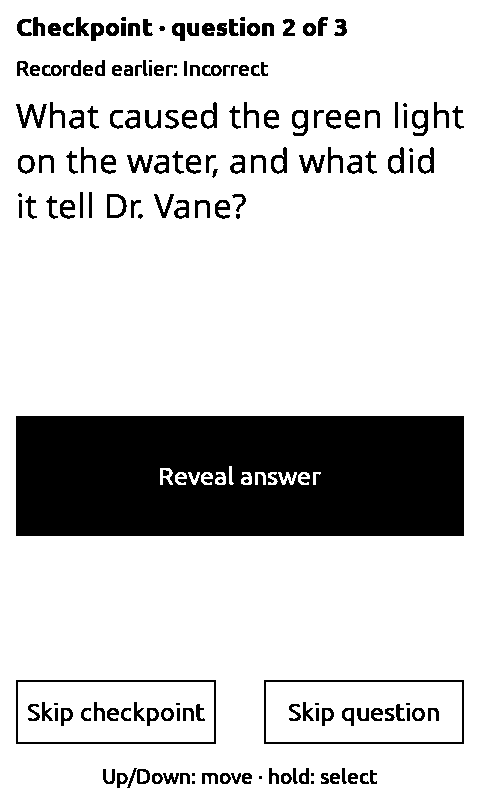 Checkpoint · question 2 of 3
Recorded earlier: Incorrect
What caused the green light
on the water, and what did
it tell Dr. Vane?
Reveal answer
Skip checkpoint
Skip question
Up/Down: move · hold: select